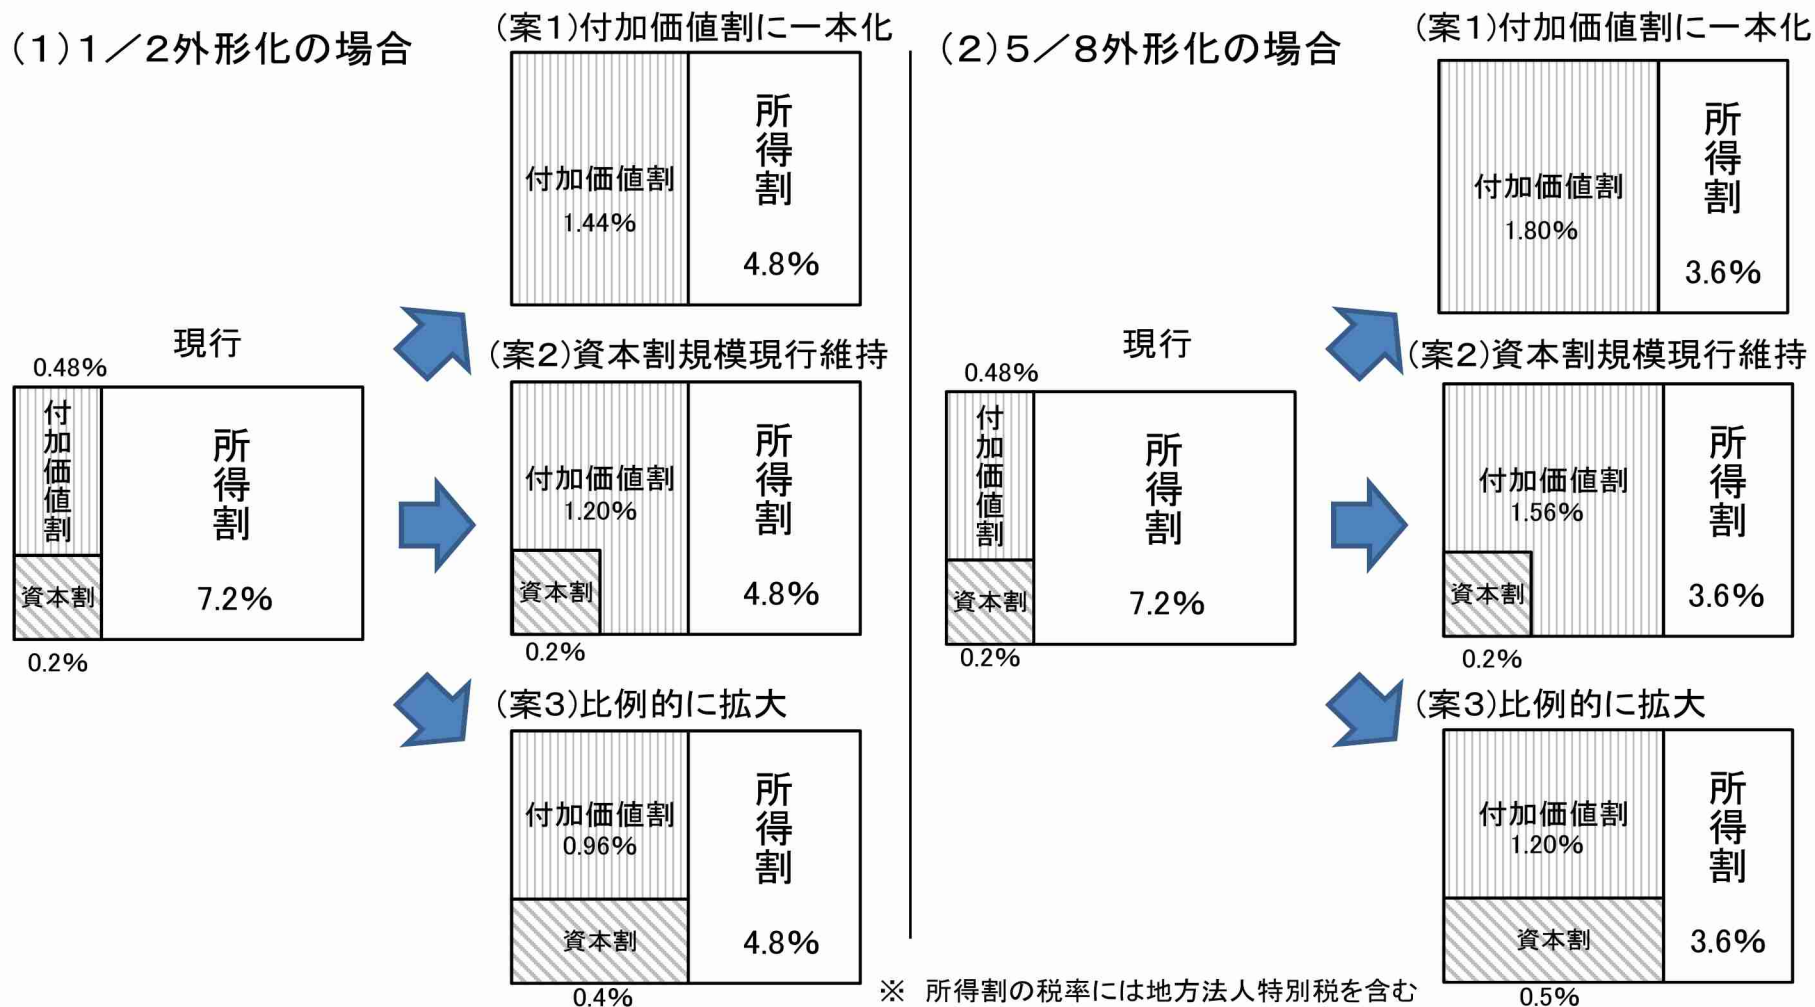 (1)1/2外形化の場合
(案1)付加価値割に一本化
付加価値割
1.44%
所得割
4.8%
現行
0.48%
付加価値割
資本割
0.2%
所得割
7.2%
(案2)資本割規模現行維持
付加価値割
1.20%
資本割
0.2%
所得割
4.8%
(案3)比例的に拡大
付加価値割
0.96%
資本割
0.4%
所得割
4.8%
(2)5/8外形化の場合
(案1)付加価値割に一本化
付加価値割
1.80%
所得割
3.6%
現行
0.48%
付加価値割
資本割
0.2%
所得割
7.2%
(案2)資本割規模現行維持
付加価値割
1.56%
資本割
0.2%
所得割
3.6%
(案3)比例的に拡大
付加価値割
1.20%
資本割
0.5%
所得割
3.6%
※ 所得割の税率には地方法人特別税を含む